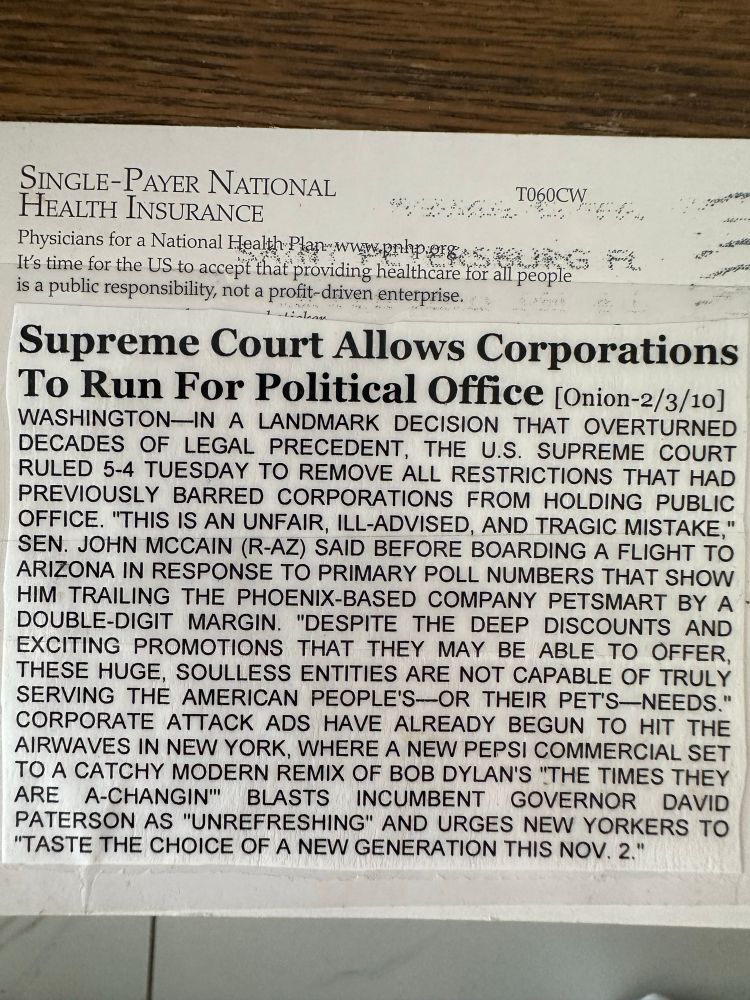 SINGLE-PAYER NATIONAL
HEALTH INSURANCE
T060CW
Physicians for a National Health Plan www.pnhp.org
SAINT PETERSBURG FL
It's time for the US to accept that providing healthcare for all people
is a public responsibility, not a profit-driven enterprise.
Supreme Court Allows Corporations
To Run For Political Office [Onion-2/3/10]
WASHINGTON—IN A LANDMARK DECISION THAT OVERTURNED
DECADES OF LEGAL PRECEDENT, THE U.S. SUPREME COURT
RULED 5-4 TUESDAY TO REMOVE ALL RESTRICTIONS THAT HAD
PREVIOUSLY BARRED CORPORATIONS FROM HOLDING PUBLIC
OFFICE. "THIS IS AN UNFAIR, ILL-ADVISED, AND TRAGIC MISTAKE,"
SEN. JOHN MCCAIN (R-AZ) SAID BEFORE BOARDING A FLIGHT TO
ARIZONA IN RESPONSE TO PRIMARY POLL NUMBERS THAT SHOW
HIM TRAILING THE PHOENIX-BASED COMPANY PETSMART BY A
DOUBLE-DIGIT MARGIN. "DESPITE THE DEEP DISCOUNTS AND
EXCITING PROMOTIONS THAT THEY MAY BE ABLE TO OFFER,
THESE HUGE, SOULLESS ENTITIES ARE NOT CAPABLE OF TRULY
SERVING THE AMERICAN PEOPLE'S—OR THEIR PET'S—NEEDS."
CORPORATE ATTACK ADS HAVE ALREADY BEGUN TO HIT THE
AIRWAVES IN NEW YORK, WHERE A NEW PEPSI COMMERCIAL SET
TO A CATCHY MODERN REMIX OF BOB DYLAN'S "THE TIMES THEY
ARE A-CHANGIN'" BLASTS INCUMBENT GOVERNOR DAVID
PATERSON AS "UNREFRESHING" AND URGES NEW YORKERS TO
"TASTE THE CHOICE OF A NEW GENERATION THIS NOV. 2."